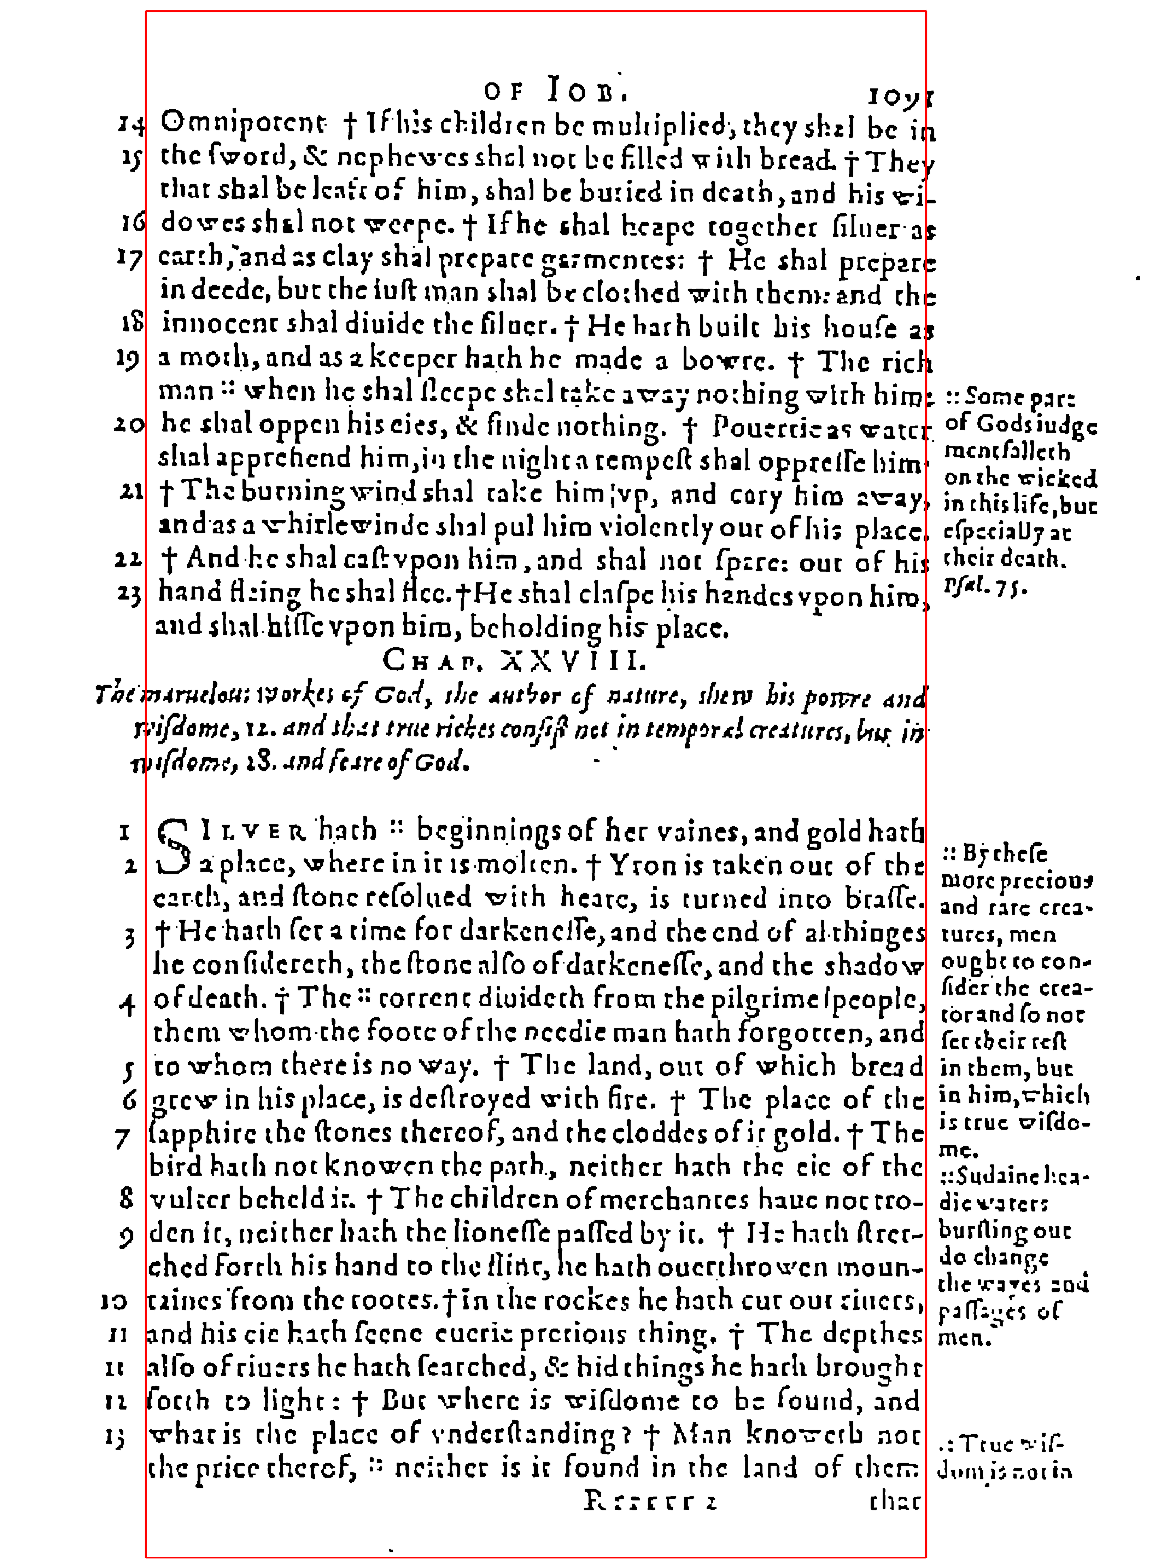 OF IOB. 1091
14 Omnipotent † If his children be multiplied, they shal be in
15 the ſword, & nephewes shal not be filled with bread. † They
that shal be leaft of him, shal be buried in death, and his wi-
16 dowes shal not weepe. † If he shal heape together ſiluer as
17 earth, and as clay shal prepare garmentes: † He shal prepare
in deede, but the iuſt man shal be clothed with them: and the
18 innocent shal diuide the ſiluer. † He hath built his houſe as
19 a moth, and as a keeper hath he made a bowre. † The rich
man :: when he shal ſleepe shal take away nothing with him:
20 he shal oppen his eies, & finde nothing. † Pouertie as water
shal apprehend him, in the night a tempeſt shal oppreſſe him.
21 † The burning wind shal take him vp, and cary him away,
and as a whirlewinde shal pul him violently out of his place.
22 † And he shal caſt vpon him, and shal not ſpare: out of his
23 hand fleing he shal flee. † He shal claſpe his handes vpon him,
and shal hiſſe vpon him, beholding his place.
:: Some part
of Gods iudge
ment falleth
on the wicked
in this life, but
eſpecially at
their death.
Pſal. 75.
CHAP. XXVIII.
The maruelous workes of God, the author of nature, shew his powre and
wiſdome, 12. and that true riches conſiſt not in temporal creatures, but in
wiſdome, 28. and feare of God.
1 SILVER hath :: beginnings of her vaines, and gold hath
2 a place, where in it is molten. † Yron is taken out of the
earth, and ſtone reſolued with heate, is turned into braſſe.
3 † He hath ſet a time for darkeneſſe, and the end of al thinges
he conſidereth, the ſtone alſo of darkeneſſe, and the shadow
4 of death. † The :: torrent diuideth from the pilgrime people,
them whom the foote of the needie man hath forgotten, and
5 to whom there is no way. † The land, out of which bread
6 grew in his place, is deſtroyed with fire. † The place of the
7 ſapphire the ſtones thereof, and the cloddes of it gold. † The
bird hath not knowen the path, neither hath the eie of the
8 vulter beheld it. † The children of merchantes haue not tro-
9 den it, neither hath the lioneſſe paſſed by it. † He hath ſtret-
ched forth his hand to the flint, he hath ouerthrowen moun-
10 taines from the rootes. † In the rockes he hath cut out riuers,
11 and his eie hath ſeene euerie pretious thing. † The depthes
11 alſo of riuers he hath ſearched, & hid things he hath brought
12 forth to light: † But where is wiſdome to be found, and
13 what is the place of vnderſtanding? † Man knoweth not
the price therof, :: neither is it found in the land of them
:: By theſe
more precious
and rare crea-
tures, men
ought to con-
ſider the crea-
tor and ſo not
ſet their reſt
in them, but
in him, which
is true wiſdo-
me.
:: Sudaine hea-
die waters
burſting out
do change
the wayes and
paſſages of
men.
:: True wiſ-
dom is not in
Rrrrrr 2 that